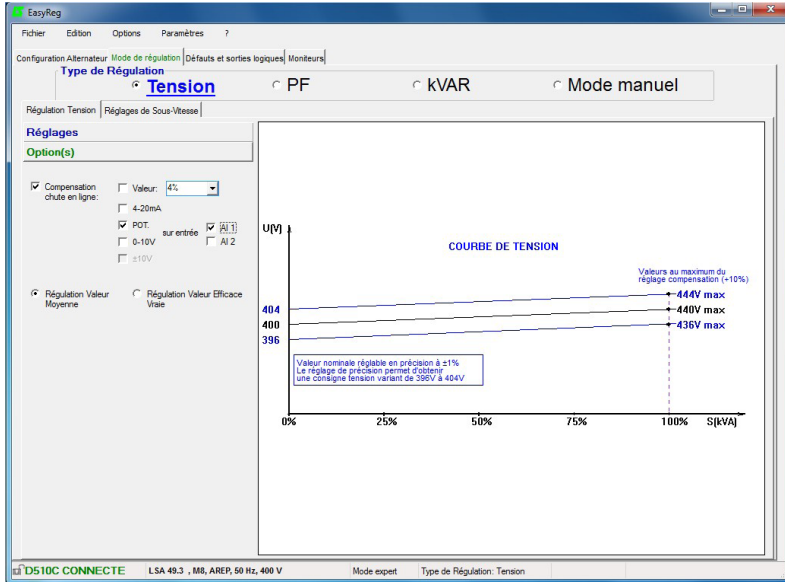 EasyReg
Fichier Edition Options Paramètres ?
Configuration Alternateur Mode de régulation Défauts et sorties logiques Moniteurs
Type de Régulation
Tension PF kVAR Mode manuel
Régulation Tension Réglages de Sous-Vitesse
Réglages
Option(s)
Compensation
chute en ligne:
Valeur: 4%
4-20mA
POT.
0-10V
±10V
sur entrée
AI 1
AI 2
Régulation Valeur
Moyenne
Régulation Valeur Efficace
Vraie
U(V)
COURBE DE TENSION
Valeurs au maximum du
réglage compensation (+10%)
444V max
440V max
436V max
404
400
396
Valeur nominale réglable en précision à ±1%
Le réglage de précision permet d'obtenir
une consigne tension variant de 396V à 404V
0% 25% 50% 75% 100% S(kVA)
D510C CONNECTE LSA 49.3 , M8, AREP, 50 Hz, 400 V Mode expert Type de Régulation: Tension